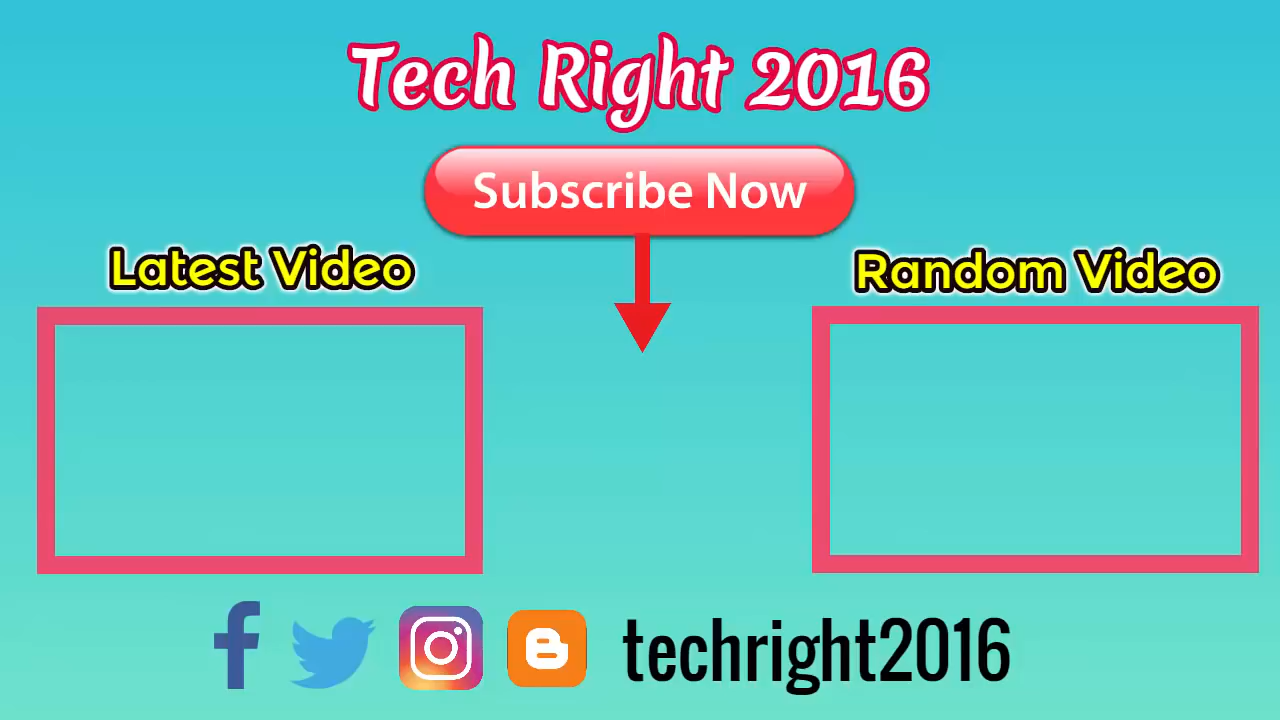 Tech Right 2016
Subscribe Now
Latest Video
Random Video
techright2016